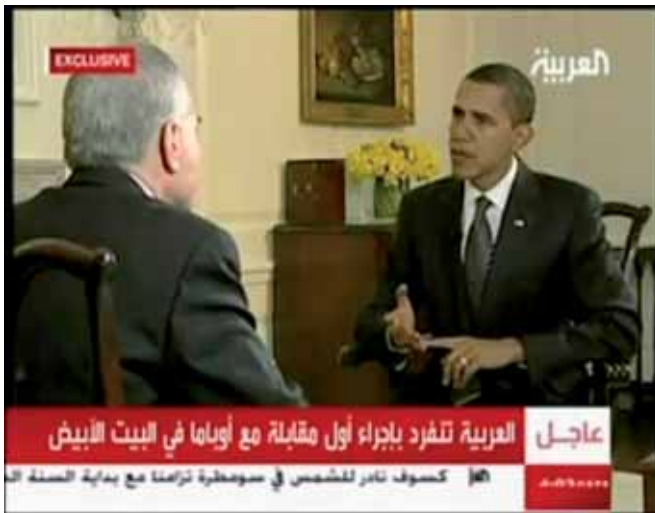 EXCLUSIVE
العربية
عاجل
العربية تنفرد بإجراء أول مقابلة مع أوباما في البيت الأبيض
كسوف نادر للشمس في سومطرة تزامنا مع بداية السنة